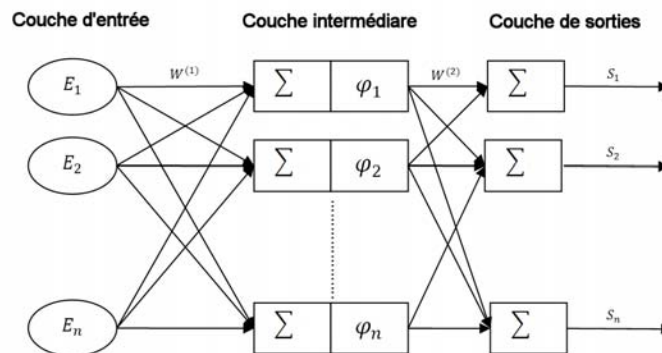 Couche d'entrée Couche intermédiare Couche de sorties
E₁ W⁽¹⁾ ∑ φ₁ W⁽²⁾ ∑ S₁
E₂ ∑ φ₂ ∑ S₂
Eₙ ∑ φₙ ∑ Sₙ